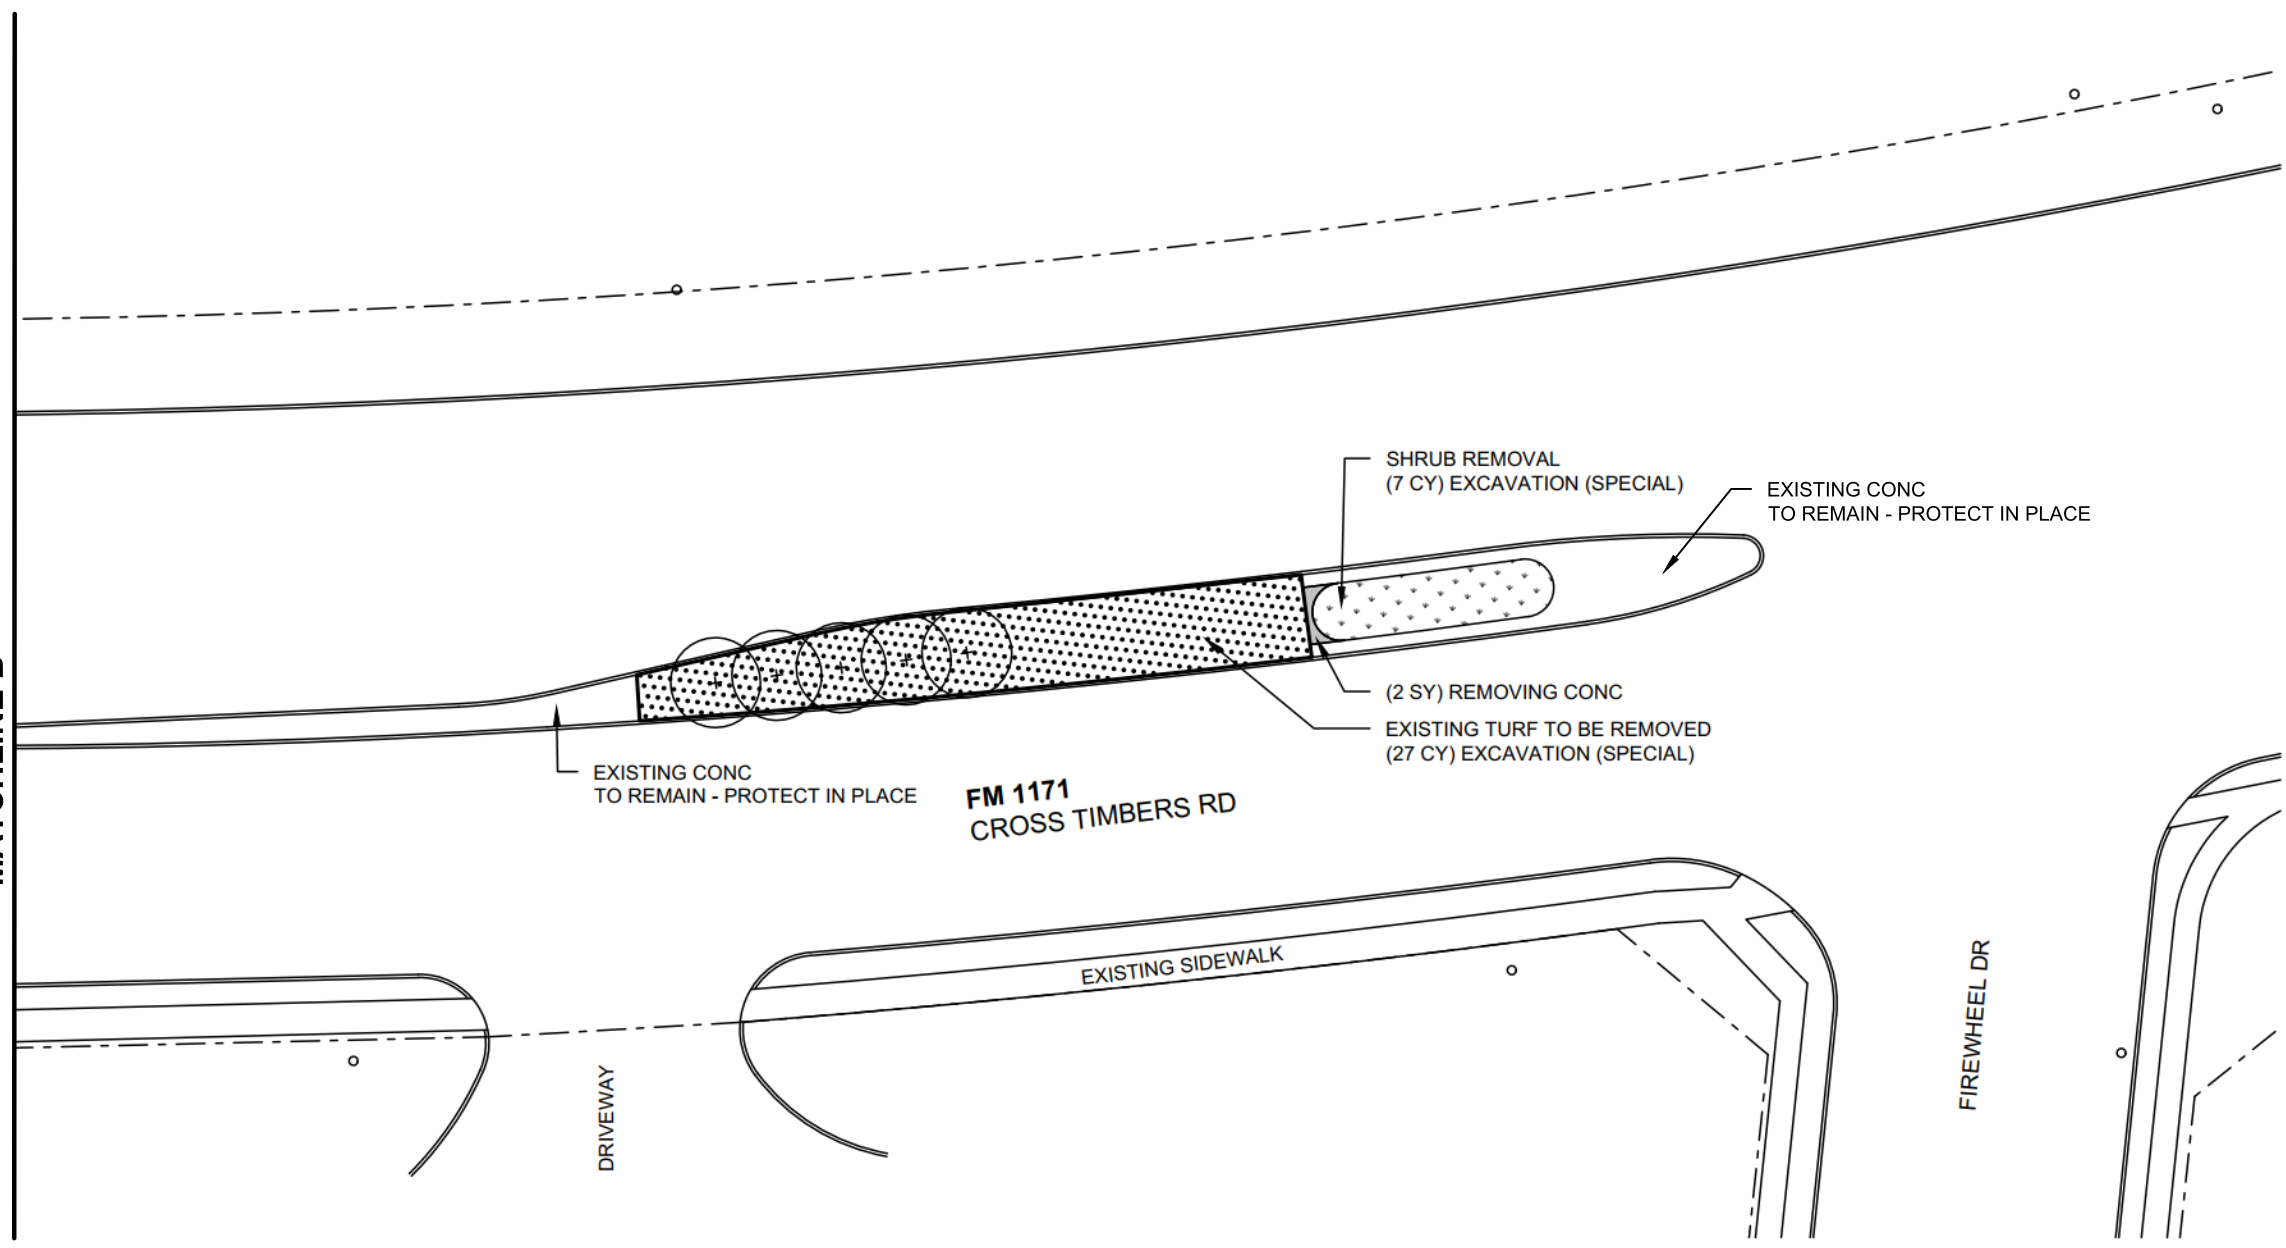 SHRUB REMOVAL
(7 CY) EXCAVATION (SPECIAL)
EXISTING CONC
TO REMAIN - PROTECT IN PLACE
(2 SY) REMOVING CONC
EXISTING TURF TO BE REMOVED
(27 CY) EXCAVATION (SPECIAL)
EXISTING CONC
TO REMAIN - PROTECT IN PLACE
FM 1171
CROSS TIMBERS RD
EXISTING SIDEWALK
DRIVEWAY
FIREWHEEL DR